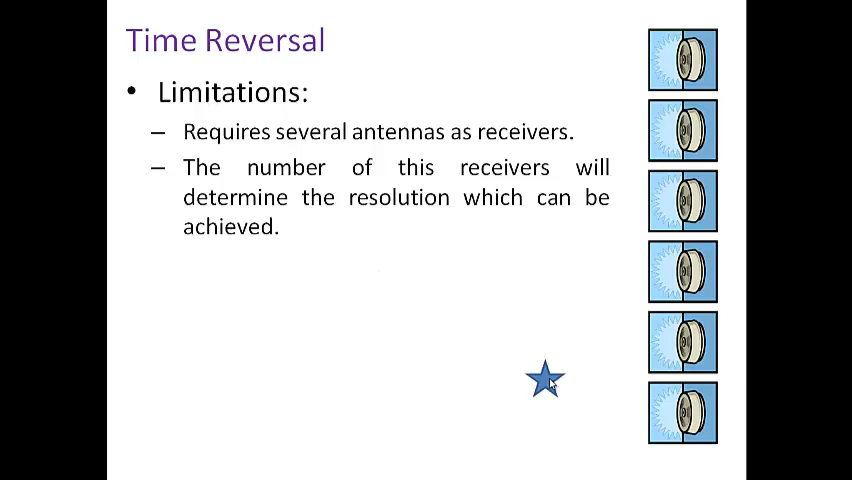 Time Reversal
• Limitations:
– Requires several antennas as receivers.
– The number of this receivers will
determine the resolution which can be
achieved.